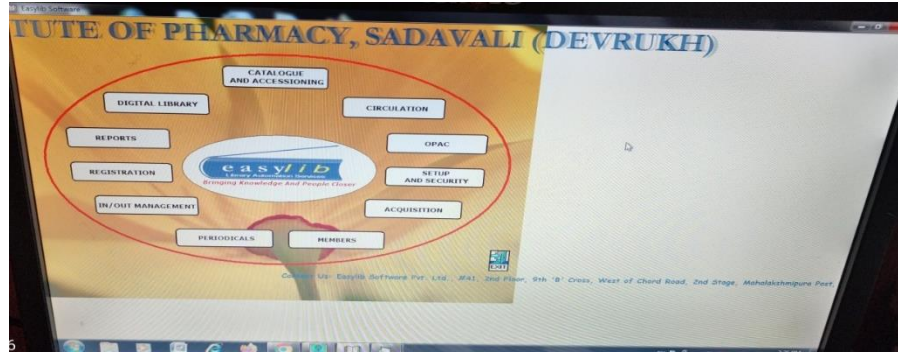 Easylib Software
TUTE OF PHARMACY, SADAVALI (DEVRUKH)
CATALOGUE
AND ACCESSIONING
DIGITAL LIBRARY
CIRCULATION
REPORTS
OPAC
easylib
Library Automation Services
Bringing Knowledge And People Closer
REGISTRATION
SETUP
AND SECURITY
IN/OUT MANAGEMENT
ACQUISITION
PERIODICALS
MEMBERS
Contact Us- Easylib Software Pvt. Ltd., #641, 2nd Floor, 9th 'B' Cross, West of Chord Road, 2nd Stage, Mahalakshmipura Post,